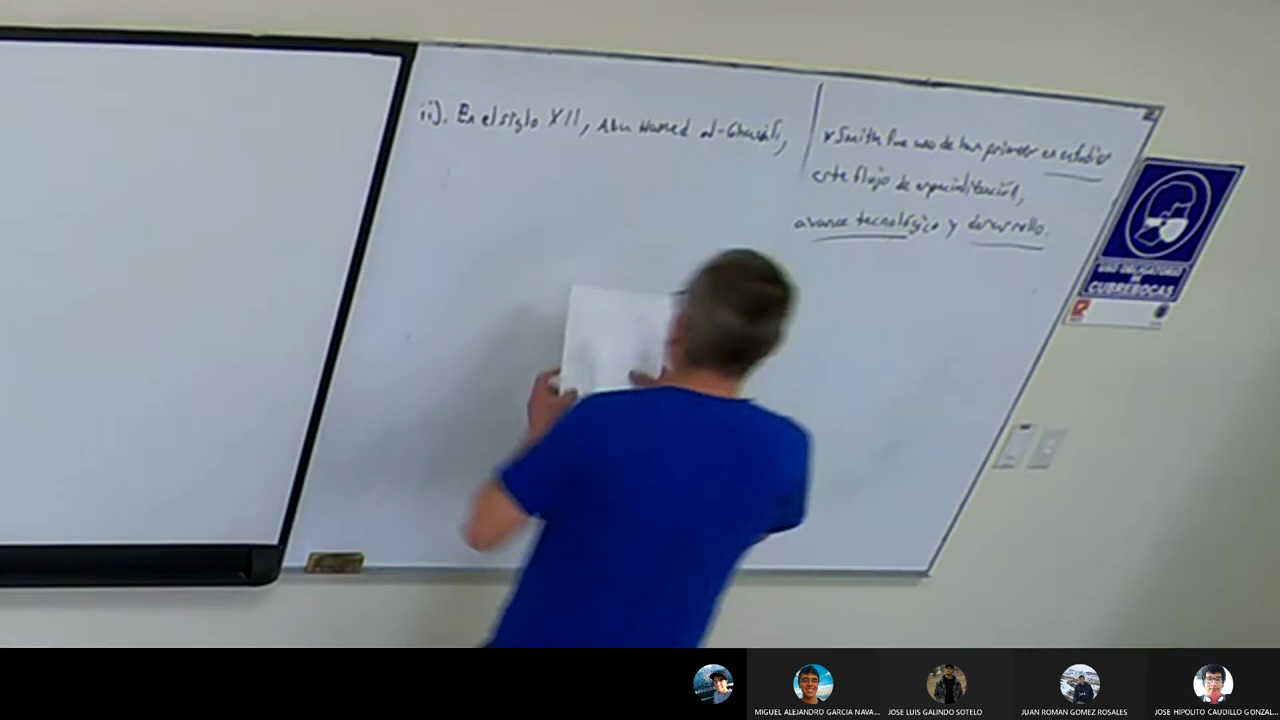 ii). En el siglo XII, Abu Hamed al-Ghazali,
* Smith fue uno de los primer en estudiar
este flujo de especialización,
avance tecnológico y desarrollo.
USO OBLIGATORIO
DE
CUBREBOCAS
MIGUEL ALEJANDRO GARCIA NAVA...
JOSE LUIS GALINDO SOTELO
JUAN ROMAN GOMEZ ROSALES
JOSE HIPOLITO CAUDILLO GONZAL...